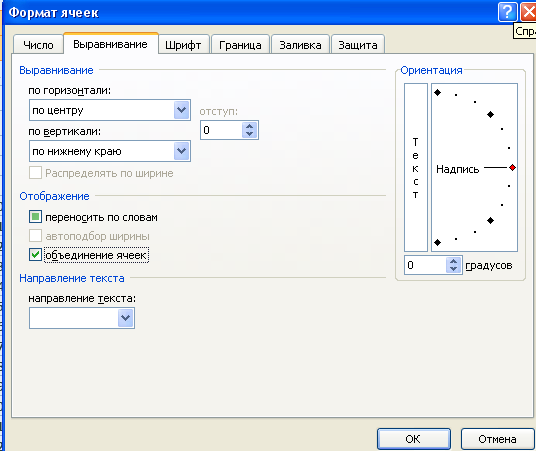 Формат ячеек
Спра
Число
Выравнивание
Шрифт
Граница
Заливка
Защита
Выравнивание
по горизонтали:
по центру
отступ:
0
по вертикали:
по нижнему краю
Распределять по ширине
Отображение
переносить по словам
автоподбор ширины
объединение ячеек
Направление текста
направление текста:
Ориентация
Текст
Надпись
0 градусов
ОК
Отмена